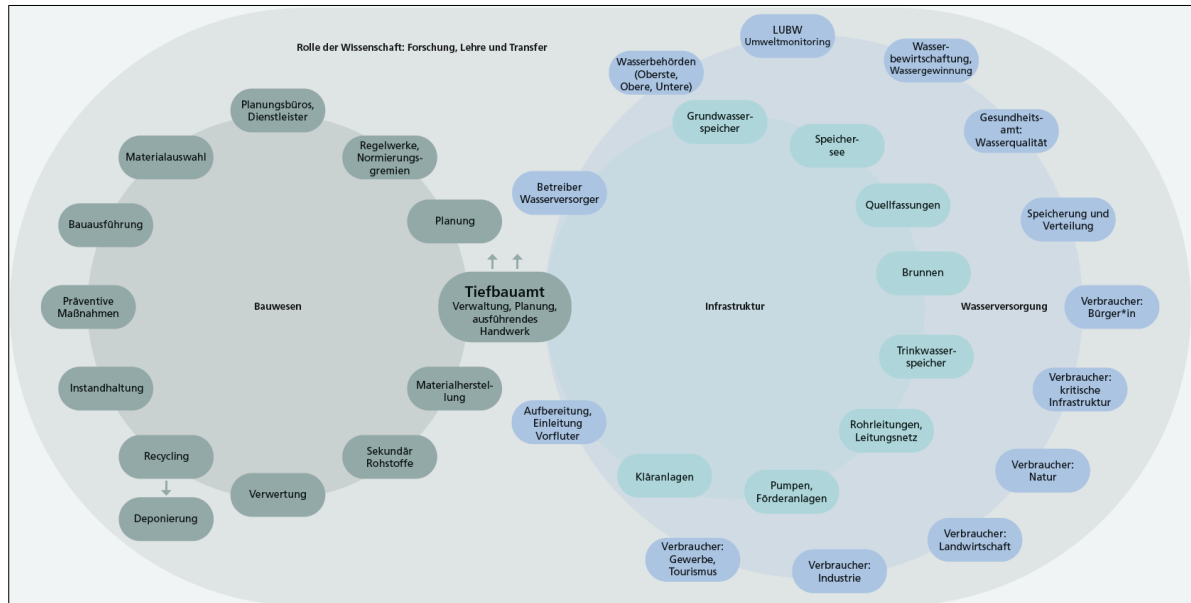 Rolle der Wissenschaft: Forschung, Lehre und Transfer
Planungsbüros,
Dienstleister
Regelwerke,
Normierungs-
gremien
Materialauswahl
Planung
Bauausführung
Präventive
Maßnahmen
Bauwesen
Tiefbauamt
Verwaltung, Planung,
ausführendes
Handwerk
Instandhaltung
Materialherstel-
lung
Recycling
Sekundär
Rohstoffe
Verwertung
Deponierung
LUBW
Umweltmonitoring
Wasserbehörden
(Oberste,
Obere, Untere)
Wasser-
bewirtschaftung,
Wassergewinnung
Grundwasser-
speicher
Speicher-
see
Gesundheits-
amt:
Wasserqualität
Betreiber
Wasserversorger
Quellfassungen
Speicherung und
Verteilung
Brunnen
Infrastruktur
Wasserversorgung
Verbraucher:
Bürger*in
Trinkwasser-
speicher
Verbraucher:
kritische
Infrastruktur
Aufbereitung,
Einleitung
Vorfluter
Rohrleitungen,
Leitungsnetz
Kläranlagen
Pumpen,
Förderanlagen
Verbraucher:
Natur
Verbraucher:
Landwirtschaft
Verbraucher:
Gewerbe,
Tourismus
Verbraucher:
Industrie